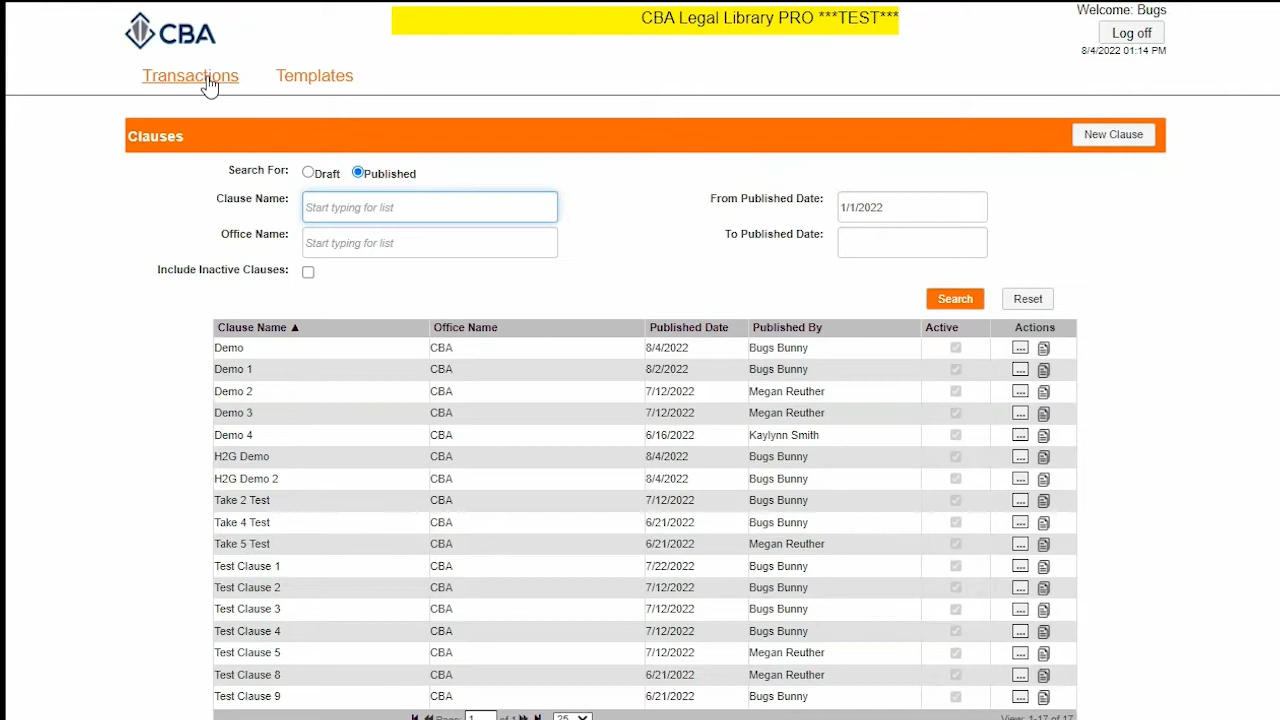 CBA
CBA Legal Library PRO ***TEST***
Welcome: Bugs
Log off
8/4/2022 01:14 PM
Transactions Templates
Clauses New Clause
Search For: Draft Published
Clause Name: Start typing for list From Published Date: 1/1/2022
Office Name: Start typing for list To Published Date:
Include Inactive Clauses:
Search Reset
Clause Name ▲ Office Name Published Date Published By Active Actions
Demo CBA 8/4/2022 Bugs Bunny ...
Demo 1 CBA 8/2/2022 Bugs Bunny ...
Demo 2 CBA 7/12/2022 Megan Reuther ...
Demo 3 CBA 7/12/2022 Megan Reuther ...
Demo 4 CBA 6/16/2022 Kaylynn Smith ...
H2G Demo CBA 8/4/2022 Bugs Bunny ...
H2G Demo 2 CBA 8/4/2022 Bugs Bunny ...
Take 2 Test CBA 7/12/2022 Bugs Bunny ...
Take 4 Test CBA 6/21/2022 Bugs Bunny ...
Take 5 Test CBA 6/21/2022 Megan Reuther ...
Test Clause 1 CBA 7/22/2022 Bugs Bunny ...
Test Clause 2 CBA 7/12/2022 Bugs Bunny ...
Test Clause 3 CBA 7/12/2022 Bugs Bunny ...
Test Clause 4 CBA 7/12/2022 Bugs Bunny ...
Test Clause 5 CBA 7/12/2022 Megan Reuther ...
Test Clause 8 CBA 6/21/2022 Megan Reuther ...
Test Clause 9 CBA 6/21/2022 Bugs Bunny ...
Page: 1 of 1 25 View: 1-17 of 17